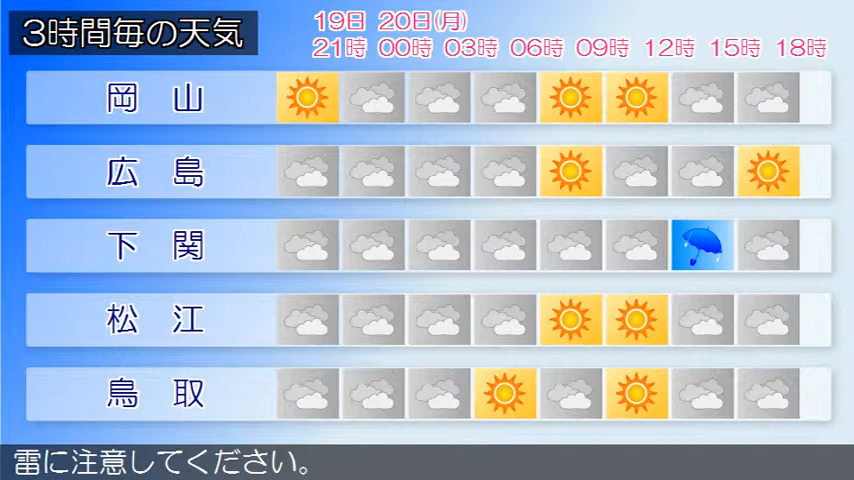 3時間毎の天気
19日 20日(月)
21時 00時 03時 06時 09時 12時 15時 18時
岡 山
広 島
下 関
松 江
鳥 取
雷に注意してください。